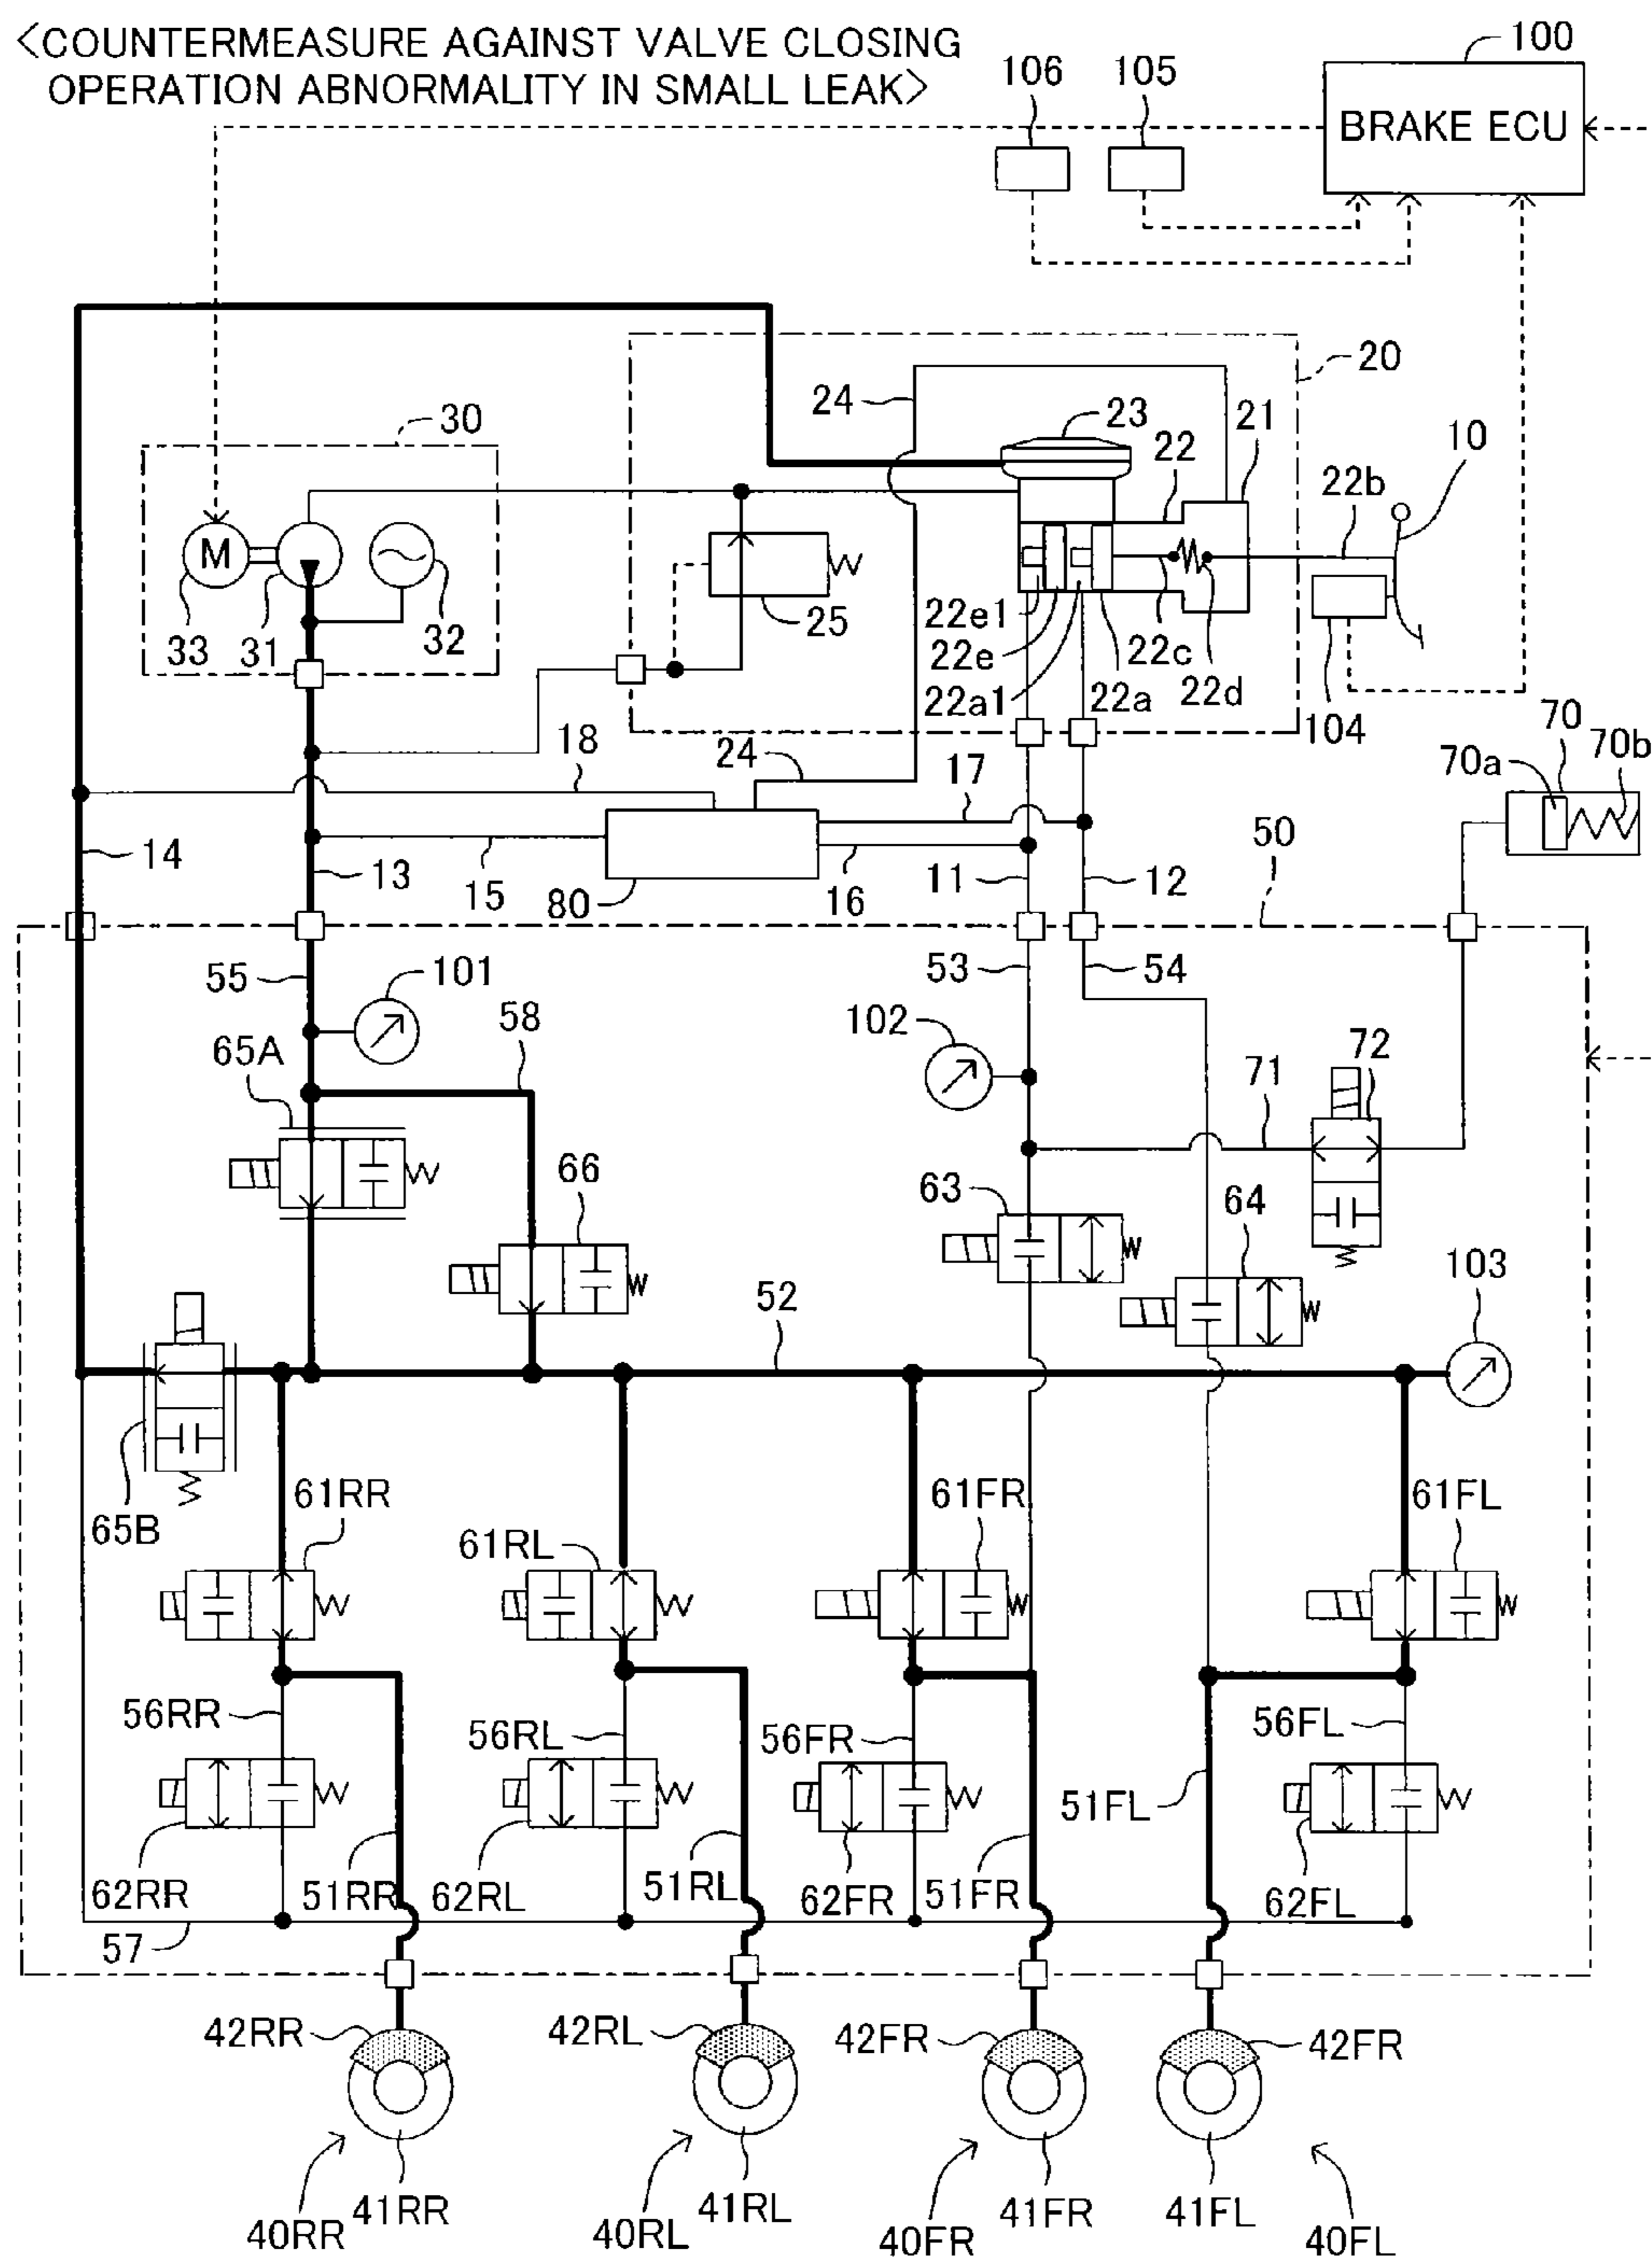 <COUNTERMEASURE AGAINST VALVE CLOSING
OPERATION ABNORMALITY IN SMALL LEAK>
100
106 105
BRAKE ECU
20
24
23
21
10
30
22
22b
M
33 31 32
25
22e1
22e
22a1
22c
22a
22d
104
70
70b
70a
18
24
17
50
14
13
15
80
16
11
12
55
101
53
54
58
102
65A
72
71
66
63
64
103
52
61RR
61FR
61FL
65B
61RL
56RR
56RL
56FR
56FL
51FL
62RR
51RR
62RL
51RL
62FR
51FR
62FL
57
42RR
42RL
42FR
42FR
41RR
41RL
41FR
41FL
40RR
40RL
40FR
40FL